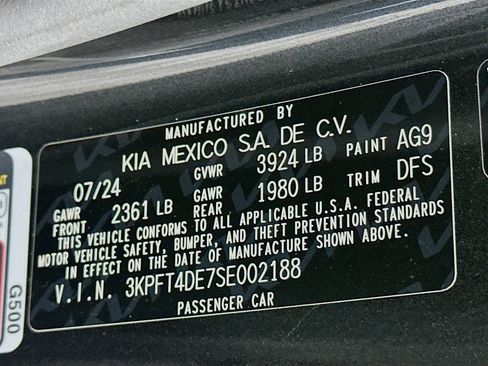 MANUFACTURED BY
KIA MEXICO S.A. DE C.V.
07/24 GVWR 3924 LB PAINT AG9
GAWR FRONT 2361 LB GAWR REAR 1980 LB TRIM DFS
THIS VEHICLE CONFORMS TO ALL APPLICABLE U.S.A. FEDERAL
MOTOR VEHICLE SAFETY, BUMPER, AND THEFT PREVENTION STANDARDS
IN EFFECT ON THE DATE OF MANUFACTURE SHOWN ABOVE.
V.I.N. 3KPFT4DE7SE002188
PASSENGER CAR
G500